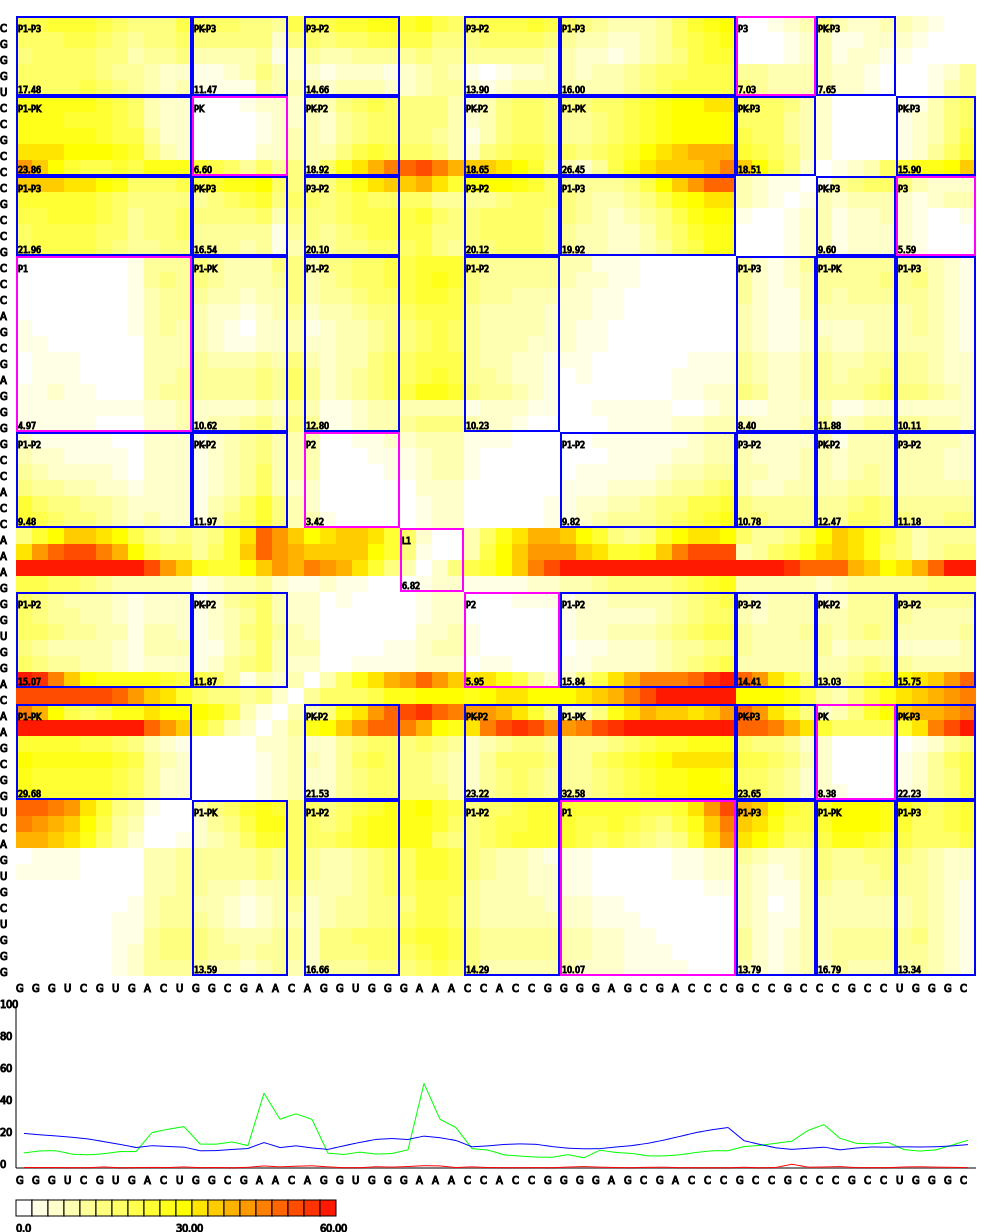 C P1-P3 PK-P3 P3-P2 P3-P2 P1-P3 P3 PK-P3
G
G
G
U 17.48 11.47 14.66 13.90 16.00 7.03 7.65
C P1-PK PK PK-P2 PK-P2 P1-PK PK-P3 PK-P3
C
G
C
C 23.86 6.60 18.92 18.65 26.45 18.51 15.90
C P1-P3 PK-P3 P3-P2 P3-P2 P1-P3 PK-P3 P3
G
C
C
G 21.96 16.54 20.10 20.12 19.92 9.60 5.59
C P1 P1-PK P1-P2 P1-P2 P1-P3 P1-PK P1-P3
C
C
A
G
C
G
A
G
G
G 4.97 10.62 12.80 10.23 8.40 11.88 10.11
G P1-P2 PK-P2 P2 P1-P2 P3-P2 PK-P2 P3-P2
C
C
A
C
C 9.48 11.97 3.42 9.82 10.78 12.47 11.18
A L1
A
A
G 6.82
G P1-P2 PK-P2 P2 P1-P2 P3-P2 PK-P2 P3-P2
G
U
G
G
A 15.07 11.87 5.95 15.84 14.41 13.03 15.75
C
A P1-PK PK-P2 PK-P2 P1-PK PK-P3 PK PK-P3
A
G
C
G
G 29.68 21.53 23.22 32.58 23.65 8.38 22.23
U P1-PK P1-P2 P1-P2 P1 P1-P3 P1-PK P1-P3
C
A
G
U
G
C
U
G
G
G 13.59 16.66 14.29 10.07 13.79 16.79 13.34
G G G U C G U G A C U G G C G A A C A G G U G G G A A A C C A C C G G G G A G C G A C C C G C C G C C C G C C U G G G C
100
80
60
40
20
0
G G G U C G U G A C U G G C G A A C A G G U G G G A A A C C A C C G G G G A G C G A C C C G C C G C C C G C C U G G G C
0.0 30.00 60.00